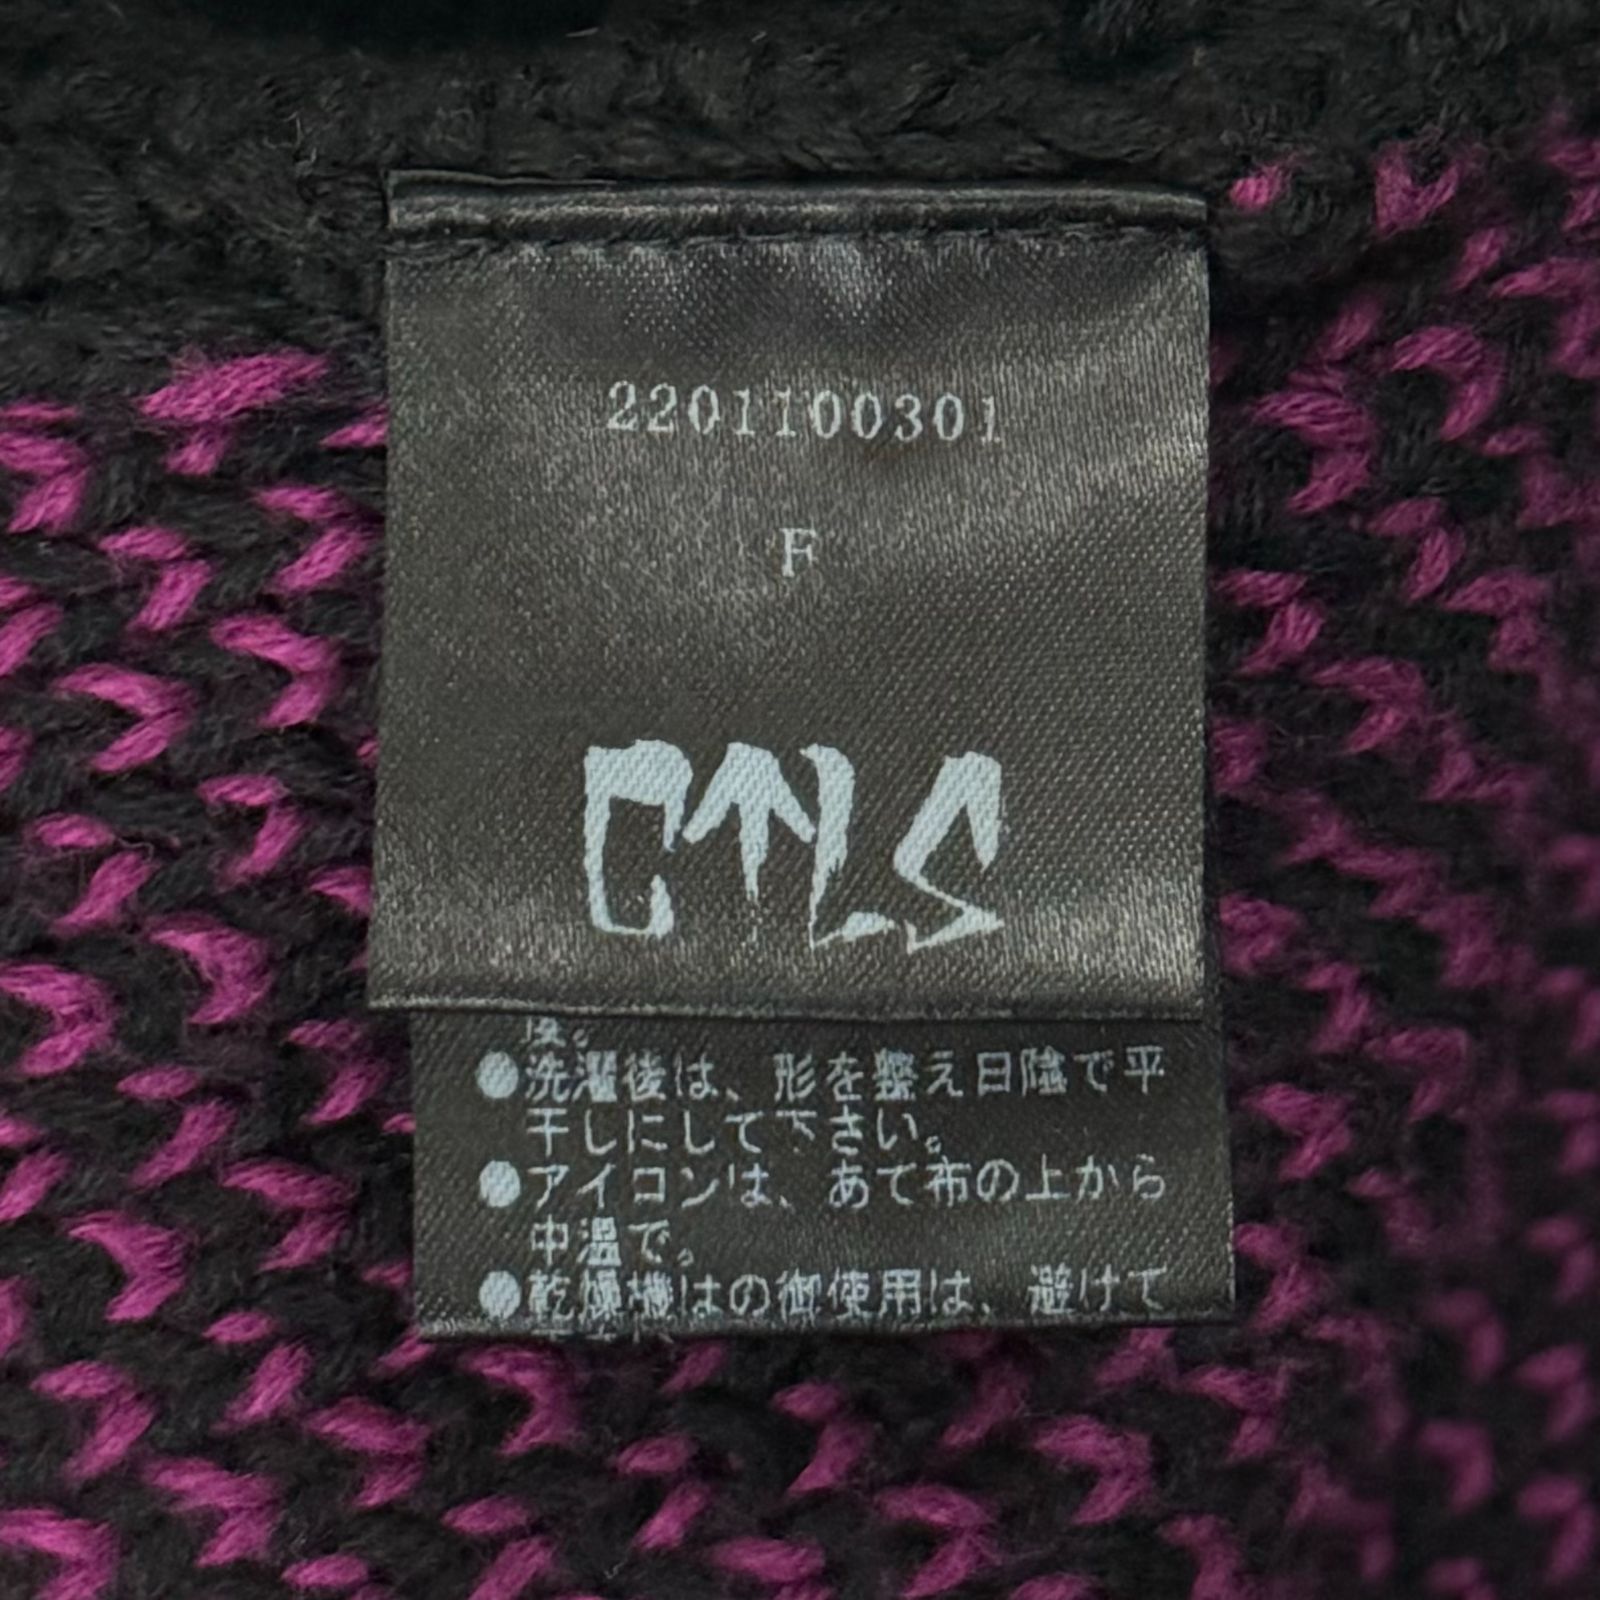 2201100301
F
CTLS
度。
●洗濯後は、形を整え日陰で平
干しにして下さい。
●アイロンは、あて布の上から
中温で。
●乾燥機はの御使用は、避けて